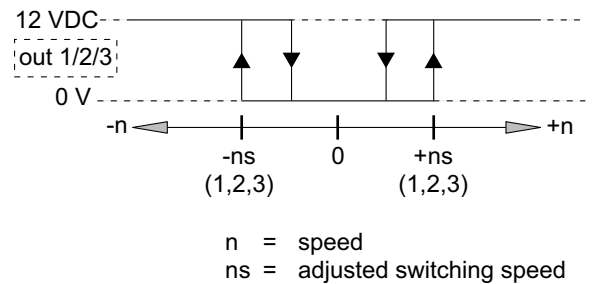 12 VDC
out 1/2/3
0 V
-n +n
-ns 0 +ns
(1,2,3) (1,2,3)
n = speed
ns = adjusted switching speed